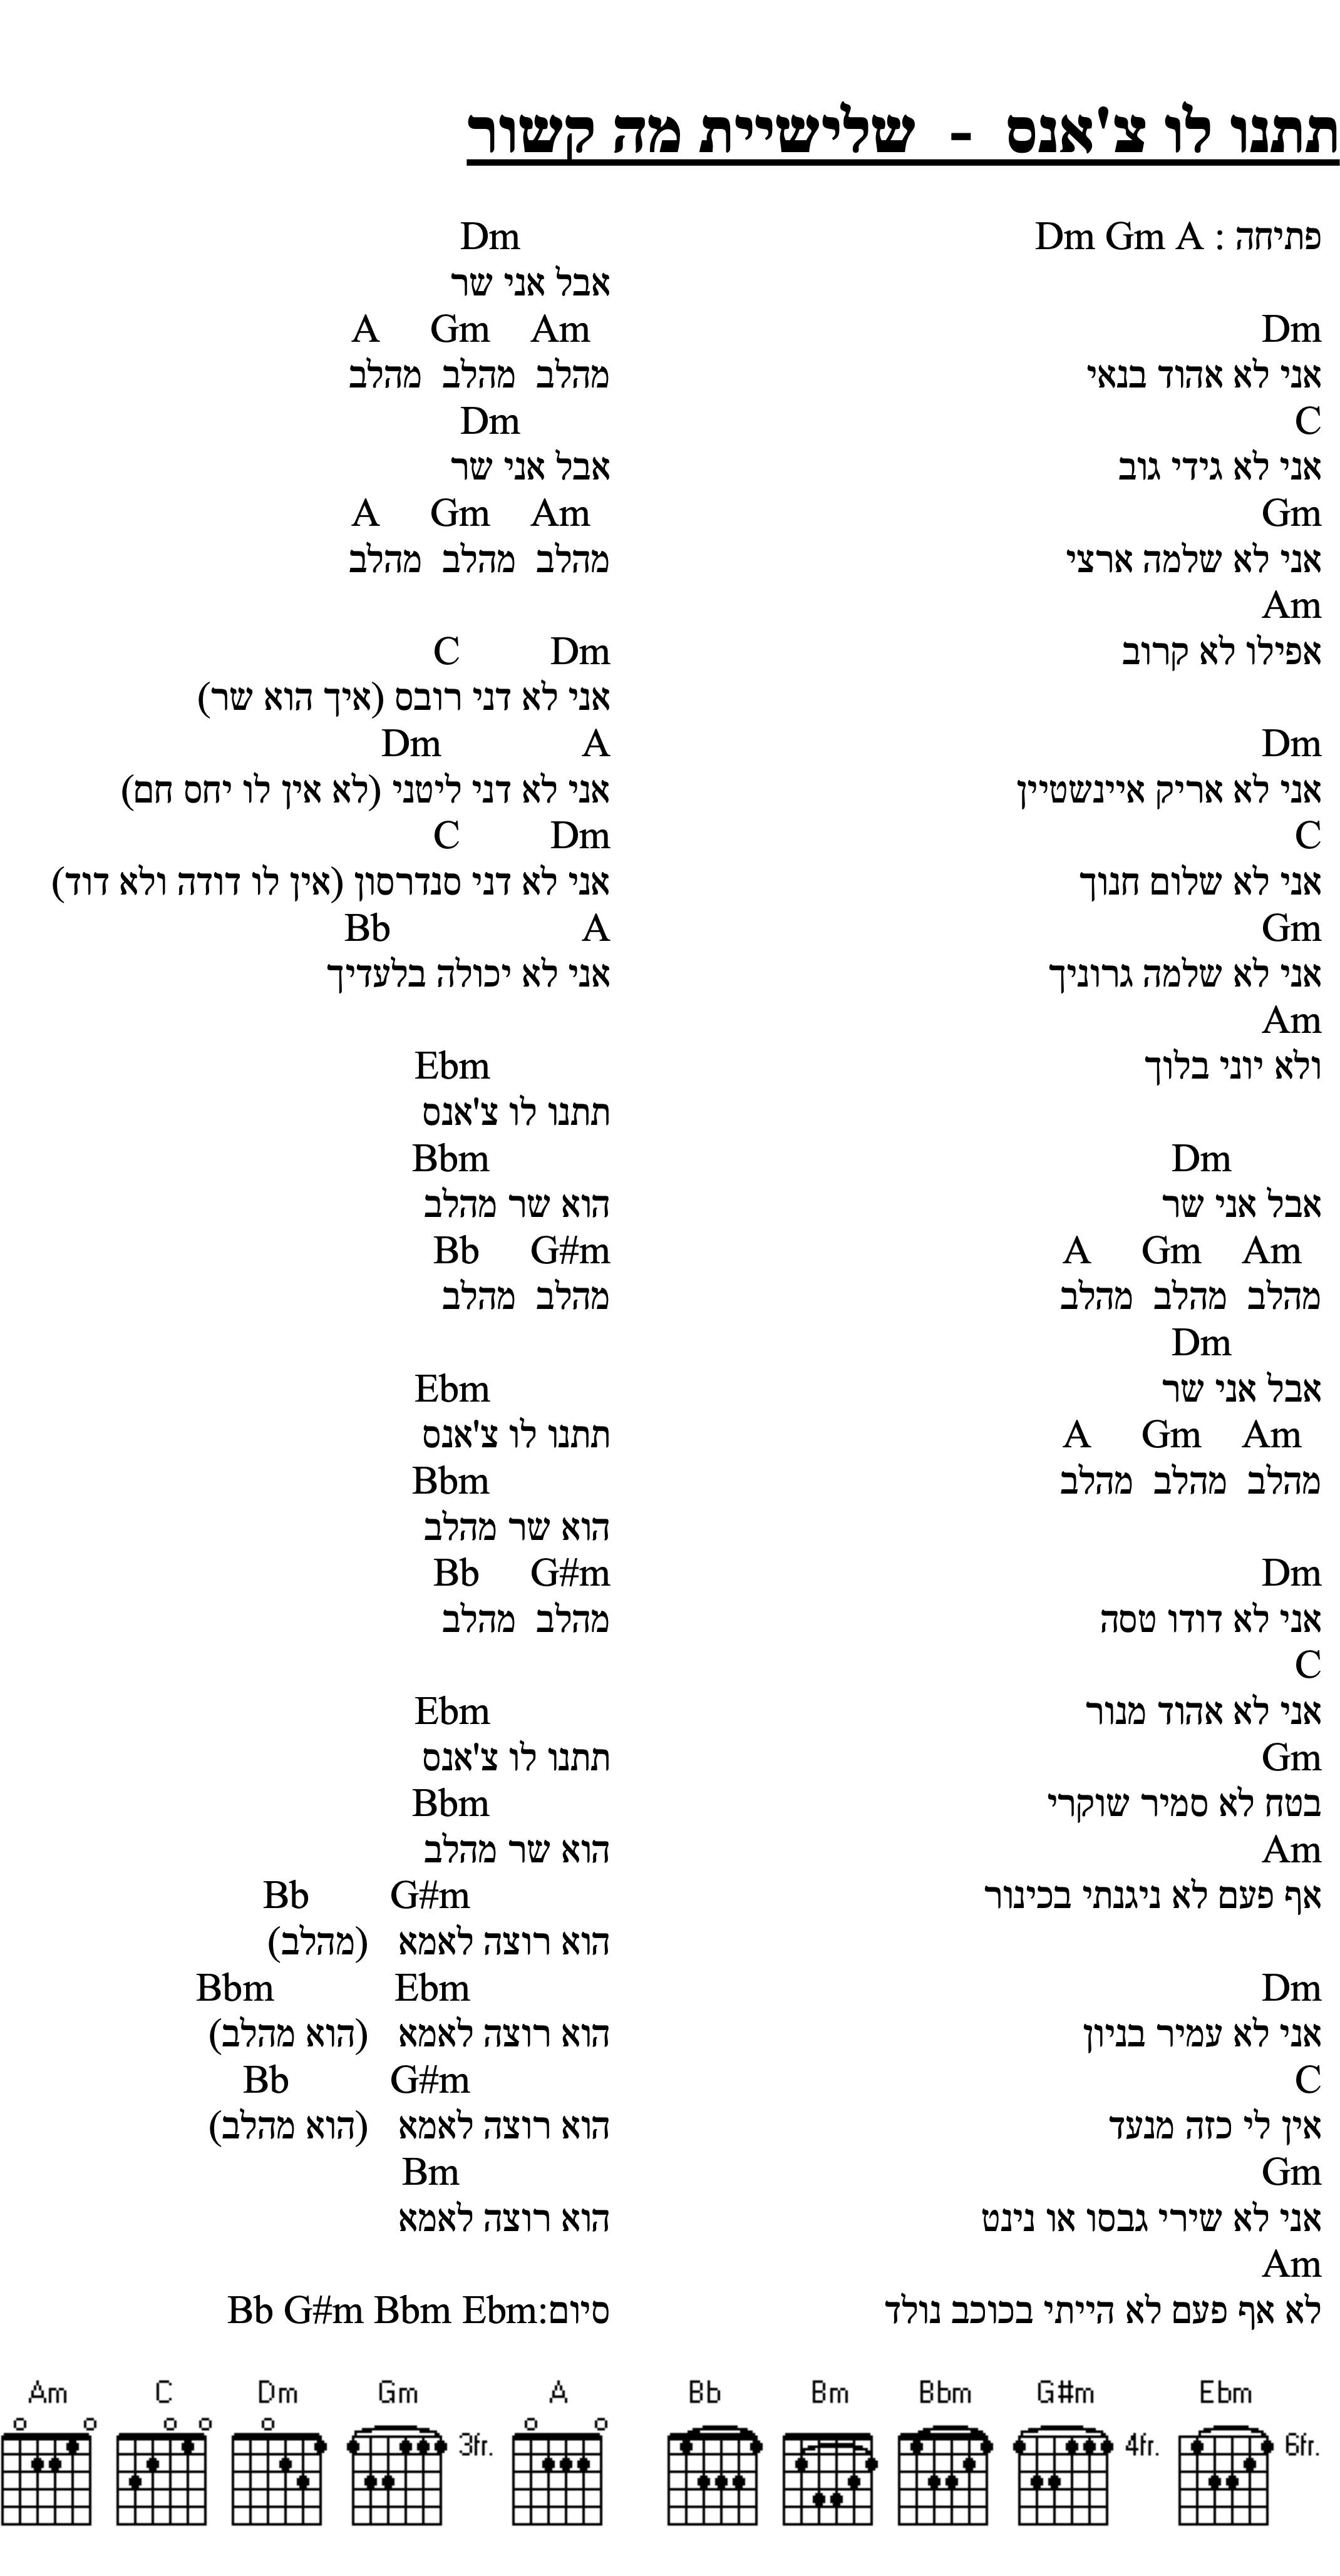 תתנו לו צ'אנס - שלישיית מה קשור
פתיחה : Dm Gm A
Dm
אני לא אהוד בנאי
C
אני לא גידי גוב
Gm
אני לא שלמה ארצי
Am
אפילו לא קרוב
Dm
אני לא אריק איינשטיין
C
אני לא שלום חנוך
Gm
אני לא שלמה גרוניך
Am
ולא יוני בלוך
Dm
אבל אני שר
A Gm Am
מהלב מהלב מהלב
Dm
אבל אני שר
A Gm Am
מהלב מהלב מהלב
Dm
אני לא דודו טסה
C
אני לא אהוד מנור
Gm
בטח לא סמיר שוקרי
Am
אף פעם לא ניגנתי בכינור
Dm
אני לא עמיר בניון
C
אין לי כזה מנעד
Gm
אני לא שירי גבסו או נינט
Am
לא אף פעם לא הייתי בכוכב נולד
Dm
אבל אני שר
A Gm Am
מהלב מהלב מהלב
Dm
אבל אני שר
A Gm Am
מהלב מהלב מהלב
C Dm
אני לא דני רובס (איך הוא שר)
Dm A
אני לא דני ליטני (לא אין לו יחס חם)
C Dm
אני לא דני סנדרסון (אין לו דודה ולא דוד)
Bb A
אני לא יכולה בלעדיך
Ebm
תתנו לו צ'אנס
Bbm
הוא שר מהלב
Bb G#m
מהלב מהלב
Ebm
תתנו לו צ'אנס
Bbm
הוא שר מהלב
Bb G#m
מהלב מהלב
Ebm
תתנו לו צ'אנס
Bbm
הוא שר מהלב
Bb G#m
הוא רוצה לאמא (מהלב)
Bbm Ebm
הוא רוצה לאמא (הוא מהלב)
Bb G#m
הוא רוצה לאמא (הוא מהלב)
Bm
הוא רוצה לאמא
סיום:Bb G#m Bbm Ebm
Am C Dm Gm A Bb Bm Bbm G#m Ebm
3fr. 4fr. 6fr.